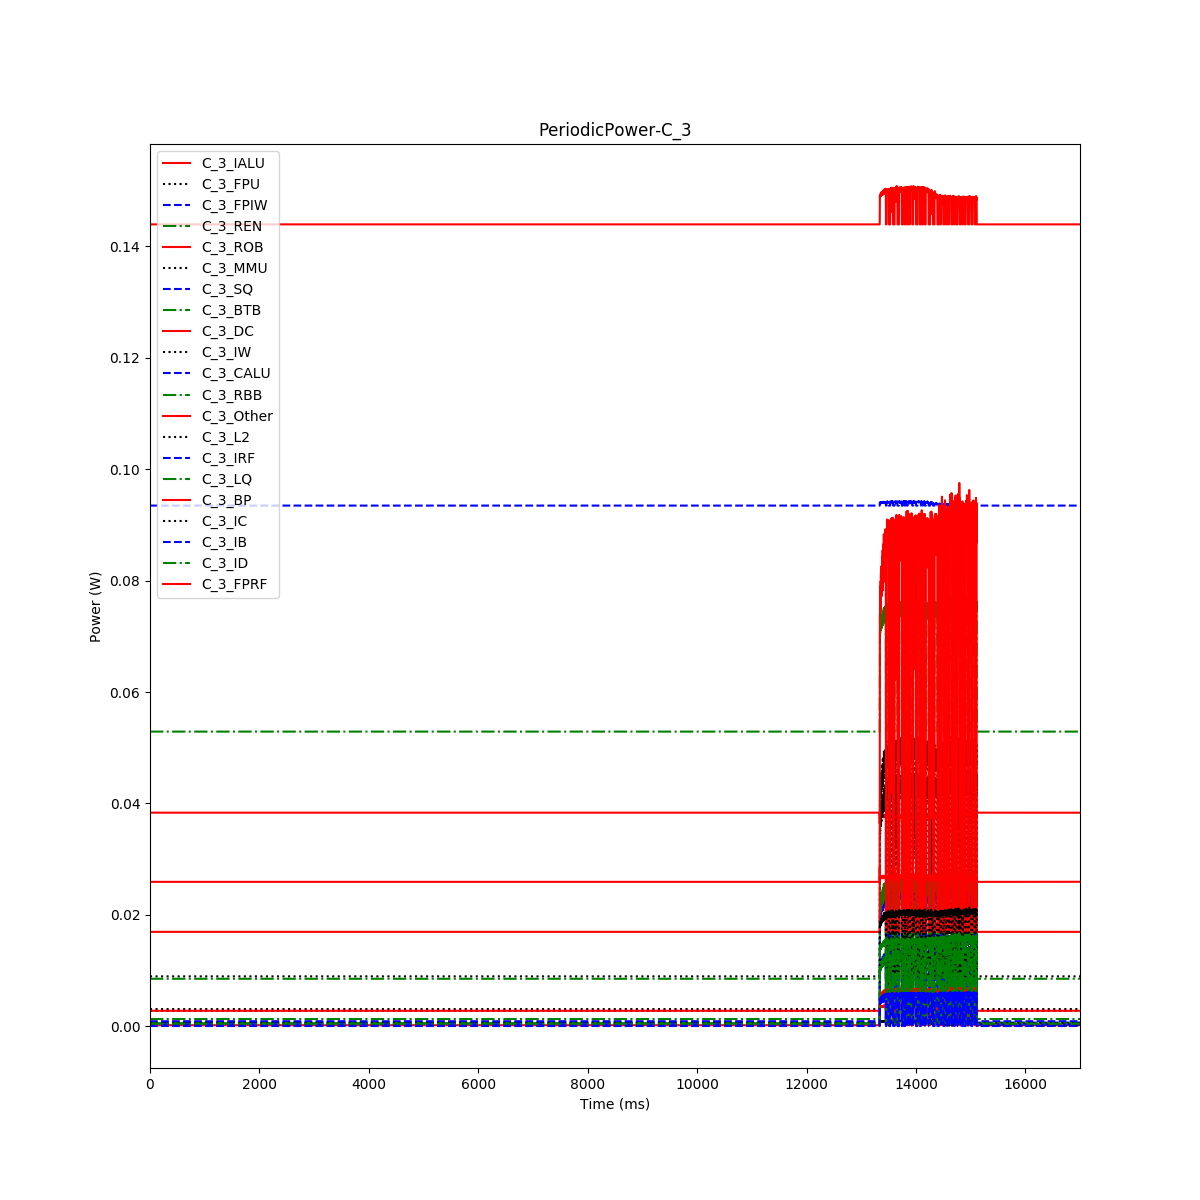 PeriodicPower-C_3
C_3_IALU
C_3_FPU
C_3_FPIW
C_3_REN
C_3_ROB
C_3_MMU
C_3_SQ
C_3_BTB
C_3_DC
C_3_IW
C_3_CALU
C_3_RBB
C_3_Other
C_3_L2
C_3_IRF
C_3_LQ
C_3_BP
C_3_IC
C_3_IB
C_3_ID
C_3_FPRF
Power (W)
0.14
0.12
0.10
0.08
0.06
0.04
0.02
0.00
0 2000 4000 6000 8000 10000 12000 14000 16000
Time (ms)